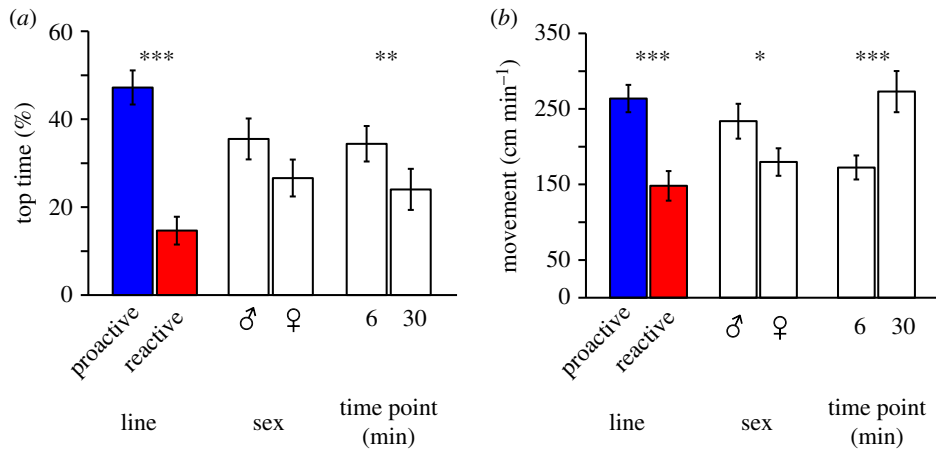 (a)
60
40
20
0
top time (%)
***
**
proactive
reactive
♂
♀
6
30
line
sex
time point
(min)
(b)
350
250
150
50
0
movement (cm min⁻¹)
***
*
***
proactive
reactive
♂
♀
6
30
line
sex
time point
(min)